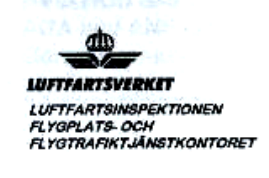 LUFTFARTSVERKET
LUFTFARTSINSPEKTIONEN
FLYGPLATS- OCH
FLYGTRAFIKTJÄNSTKONTORET